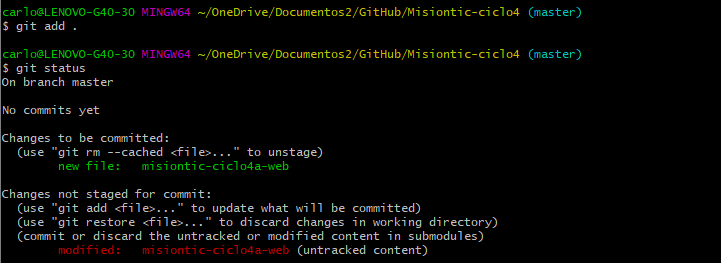 carlo@LENOVO-G40-30 MINGW64 ~/OneDrive/Documentos2/GitHub/Misiontic-ciclo4 (master)
$ git add .

carlo@LENOVO-G40-30 MINGW64 ~/OneDrive/Documentos2/GitHub/Misiontic-ciclo4 (master)
$ git status
On branch master

No commits yet

Changes to be committed:
  (use "git rm --cached <file>..." to unstage)
        new file:   misiontic-ciclo4a-web

Changes not staged for commit:
  (use "git add <file>..." to update what will be committed)
  (use "git restore <file>..." to discard changes in working directory)
  (commit or discard the untracked or modified content in submodules)
        modified:   misiontic-ciclo4a-web (untracked content)